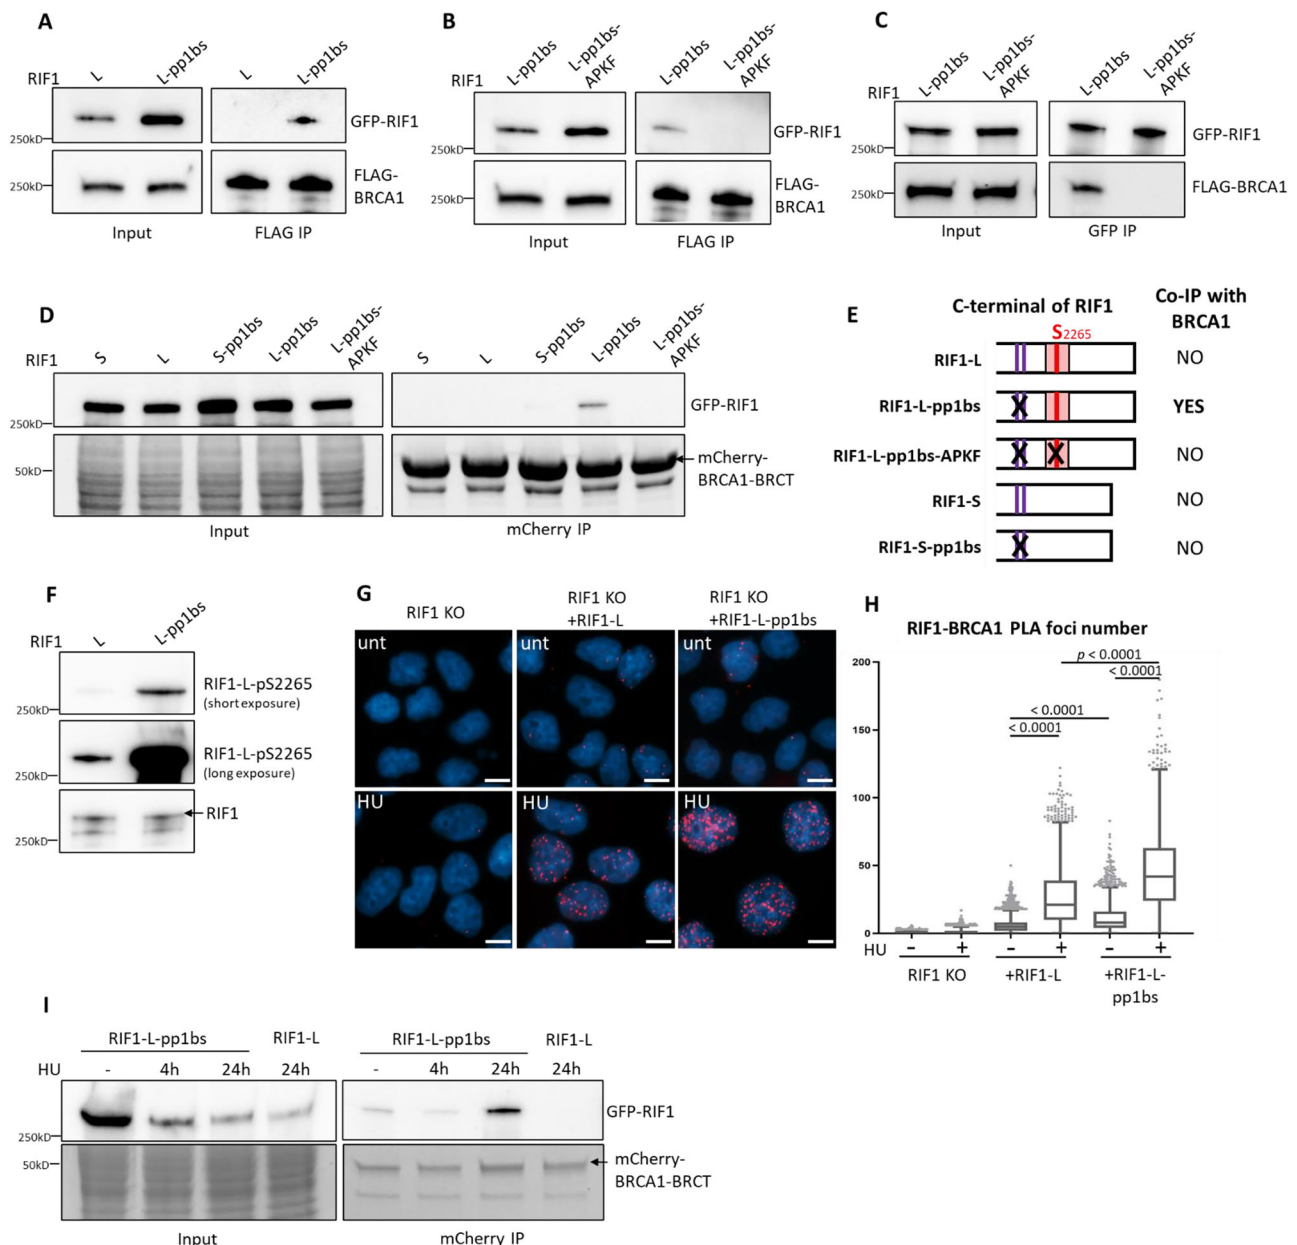 A
RIF1
L
L-pp1bs
L
L-pp1bs
GFP-RIF1
250kD
250kD
FLAG-
BRCA1
Input
FLAG IP
B
RIF1
L-pp1bs
L-pp1bs-
APKF
L-pp1bs
L-pp1bs-
APKF
GFP-RIF1
250kD
250kD
FLAG-
BRCA1
Input
FLAG IP
C
RIF1
L-pp1bs
L-pp1bs-
APKF
L-pp1bs
L-pp1bs-
APKF
GFP-RIF1
250kD
250kD
FLAG-BRCA1
Input
GFP IP
D
RIF1
S
L
S-pp1bs
L-pp1bs
L-pp1bs-
APKF
S
L
S-pp1bs
L-pp1bs
L-pp1bs-
APKF
GFP-RIF1
250kD
50kD
mCherry-
BRCA1-BRCT
Input
mCherry IP
E
C-terminal of RIF1
Co-IP with
BRCA1
S2265
RIF1-L
NO
RIF1-L-pp1bs
YES
RIF1-L-pp1bs-APKF
NO
RIF1-S
NO
RIF1-S-pp1bs
NO
F
RIF1
L
L-pp1bs
RIF1-L-pS2265
(short exposure)
250kD
RIF1-L-pS2265
(long exposure)
250kD
RIF1
250kD
G
RIF1 KO
RIF1 KO
+RIF1-L
RIF1 KO
+RIF1-L-pp1bs
unt
unt
unt
HU
HU
HU
H
RIF1-BRCA1 PLA foci number
200
150
100
50
0
p < 0.0001
< 0.0001
< 0.0001
< 0.0001
HU
- + - + - +
RIF1 KO
+RIF1-L
+RIF1-L-
pp1bs
I
RIF1-L-pp1bs
RIF1-L
RIF1-L-pp1bs
RIF1-L
HU
- 4h 24h 24h
- 4h 24h 24h
GFP-RIF1
250kD
50kD
mCherry-
BRCA1-BRCT
Input
mCherry IP